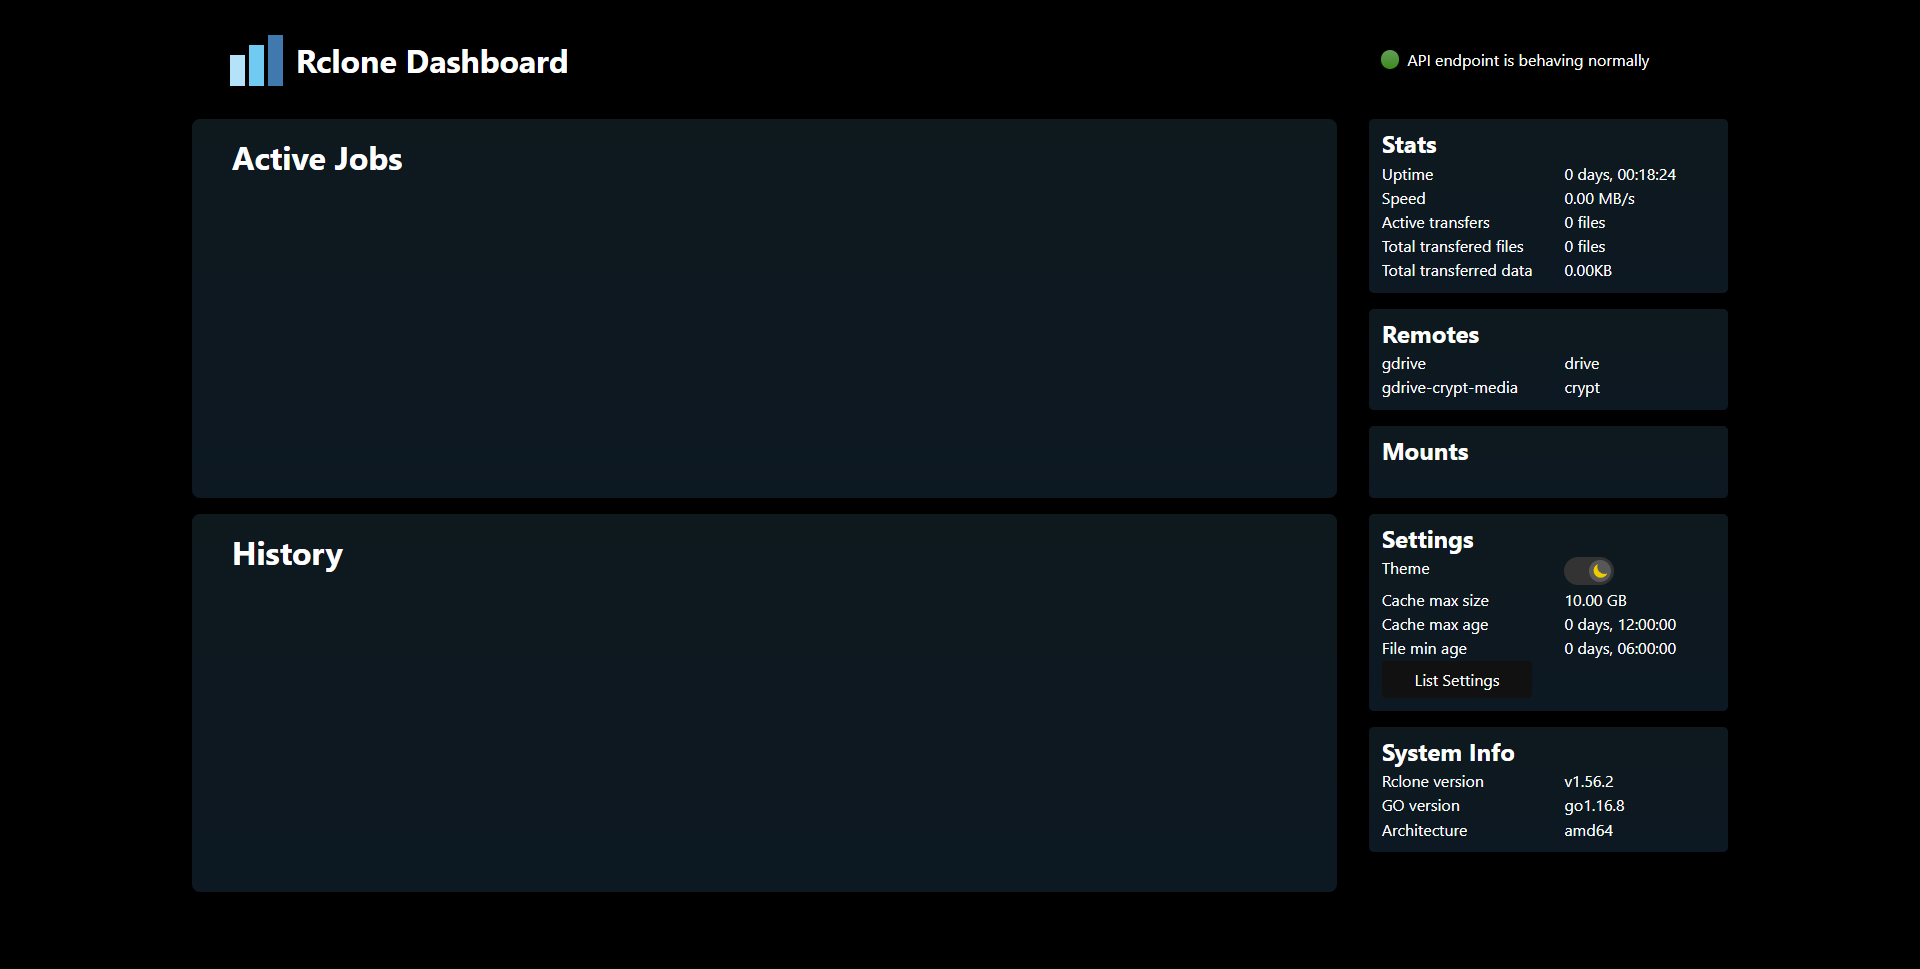 Rclone Dashboard
API endpoint is behaving normally
Active Jobs
History
Stats
Uptime 0 days, 00:18:24
Speed 0.00 MB/s
Active transfers 0 files
Total transfered files 0 files
Total transferred data 0.00KB
Remotes
gdrive drive
gdrive-crypt-media crypt
Mounts
Settings
Theme
Cache max size 10.00 GB
Cache max age 0 days, 12:00:00
File min age 0 days, 06:00:00
List Settings
System Info
Rclone version v1.56.2
GO version go1.16.8
Architecture amd64